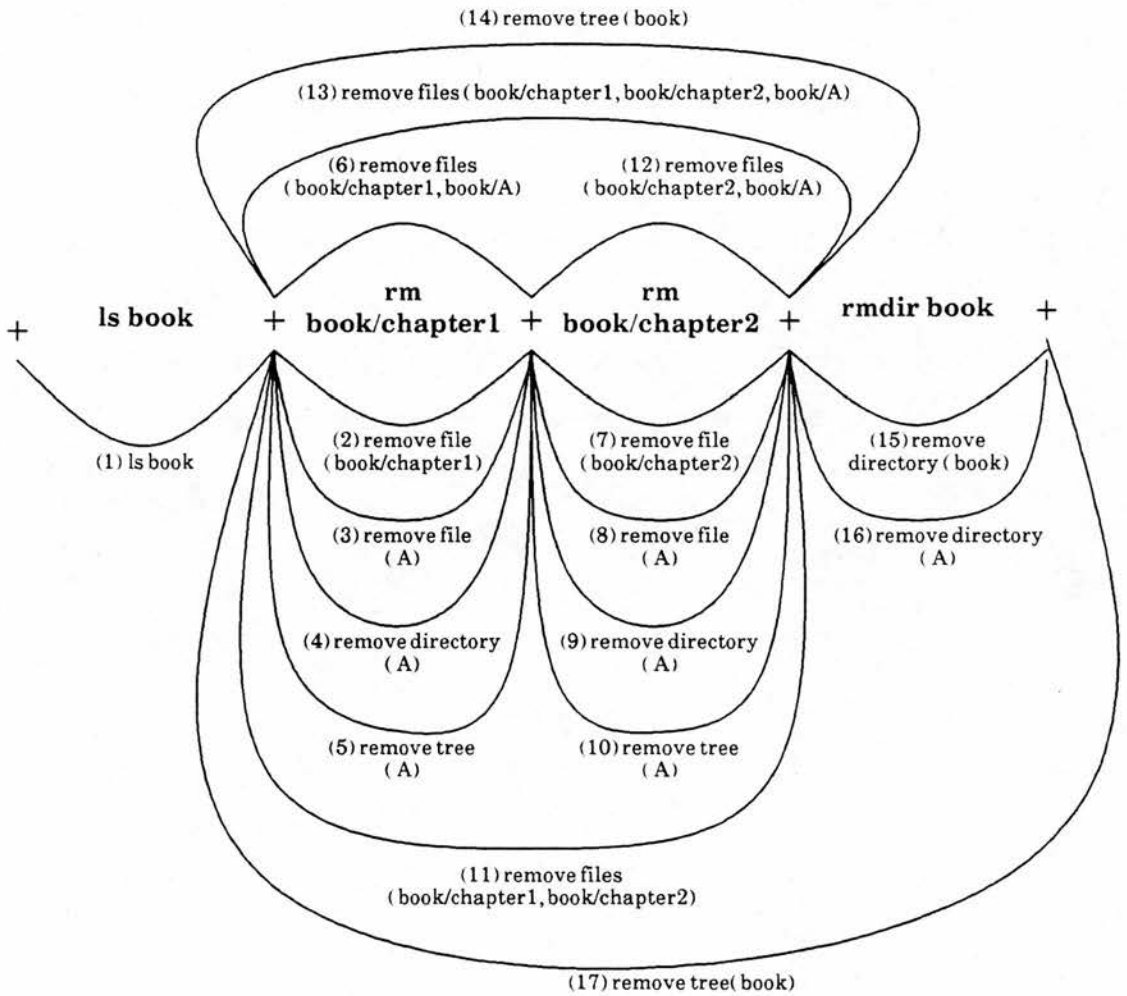 (14) remove tree ( book)
(13) remove files ( book/chapter1, book/chapter2, book/A)
(6) remove files
( book/chapter1, book/A)
(12) remove files
( book/chapter2, book/A)
+ ls book + rm book/chapter1 + rm book/chapter2 + rmdir book +
(1) ls book
(2) remove file
( book/chapter1)
(7) remove file
( book/chapter2)
(15) remove
directory ( book)
(3) remove file
( A)
(8) remove file
( A)
(16) remove directory
( A)
(4) remove directory
( A)
(9) remove directory
( A)
(5) remove tree
( A)
(10) remove tree
( A)
(11) remove files
( book/chapter1, book/chapter2)
(17) remove tree( book)